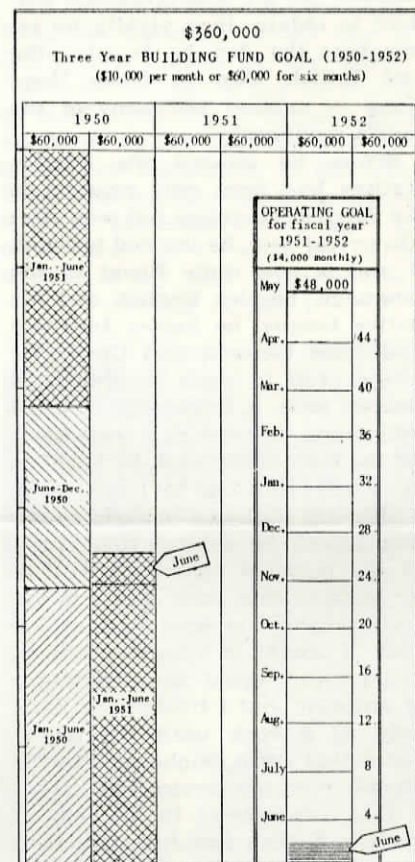 $360,000
Three Year BUILDING FUND GOAL (1950-1952)
($10,000 per month or $60,000 for six months)
1950 1951 1952
$60,000 $60,000 $60,000 $60,000 $60,000 $60,000
Jan.-June
1951
June-Dec.
1950
Jan.-June
1950
Jan.-June
1951
June
OPERATING GOAL
for fiscal year
1951-1952
($4,000 monthly)
May $48,000
Apr. 44
Mar. 40
Feb. 36
Jan. 32
Dec. 28
Nov. 24
Oct. 20
Sep. 16
Aug. 12
July 8
June 4
June